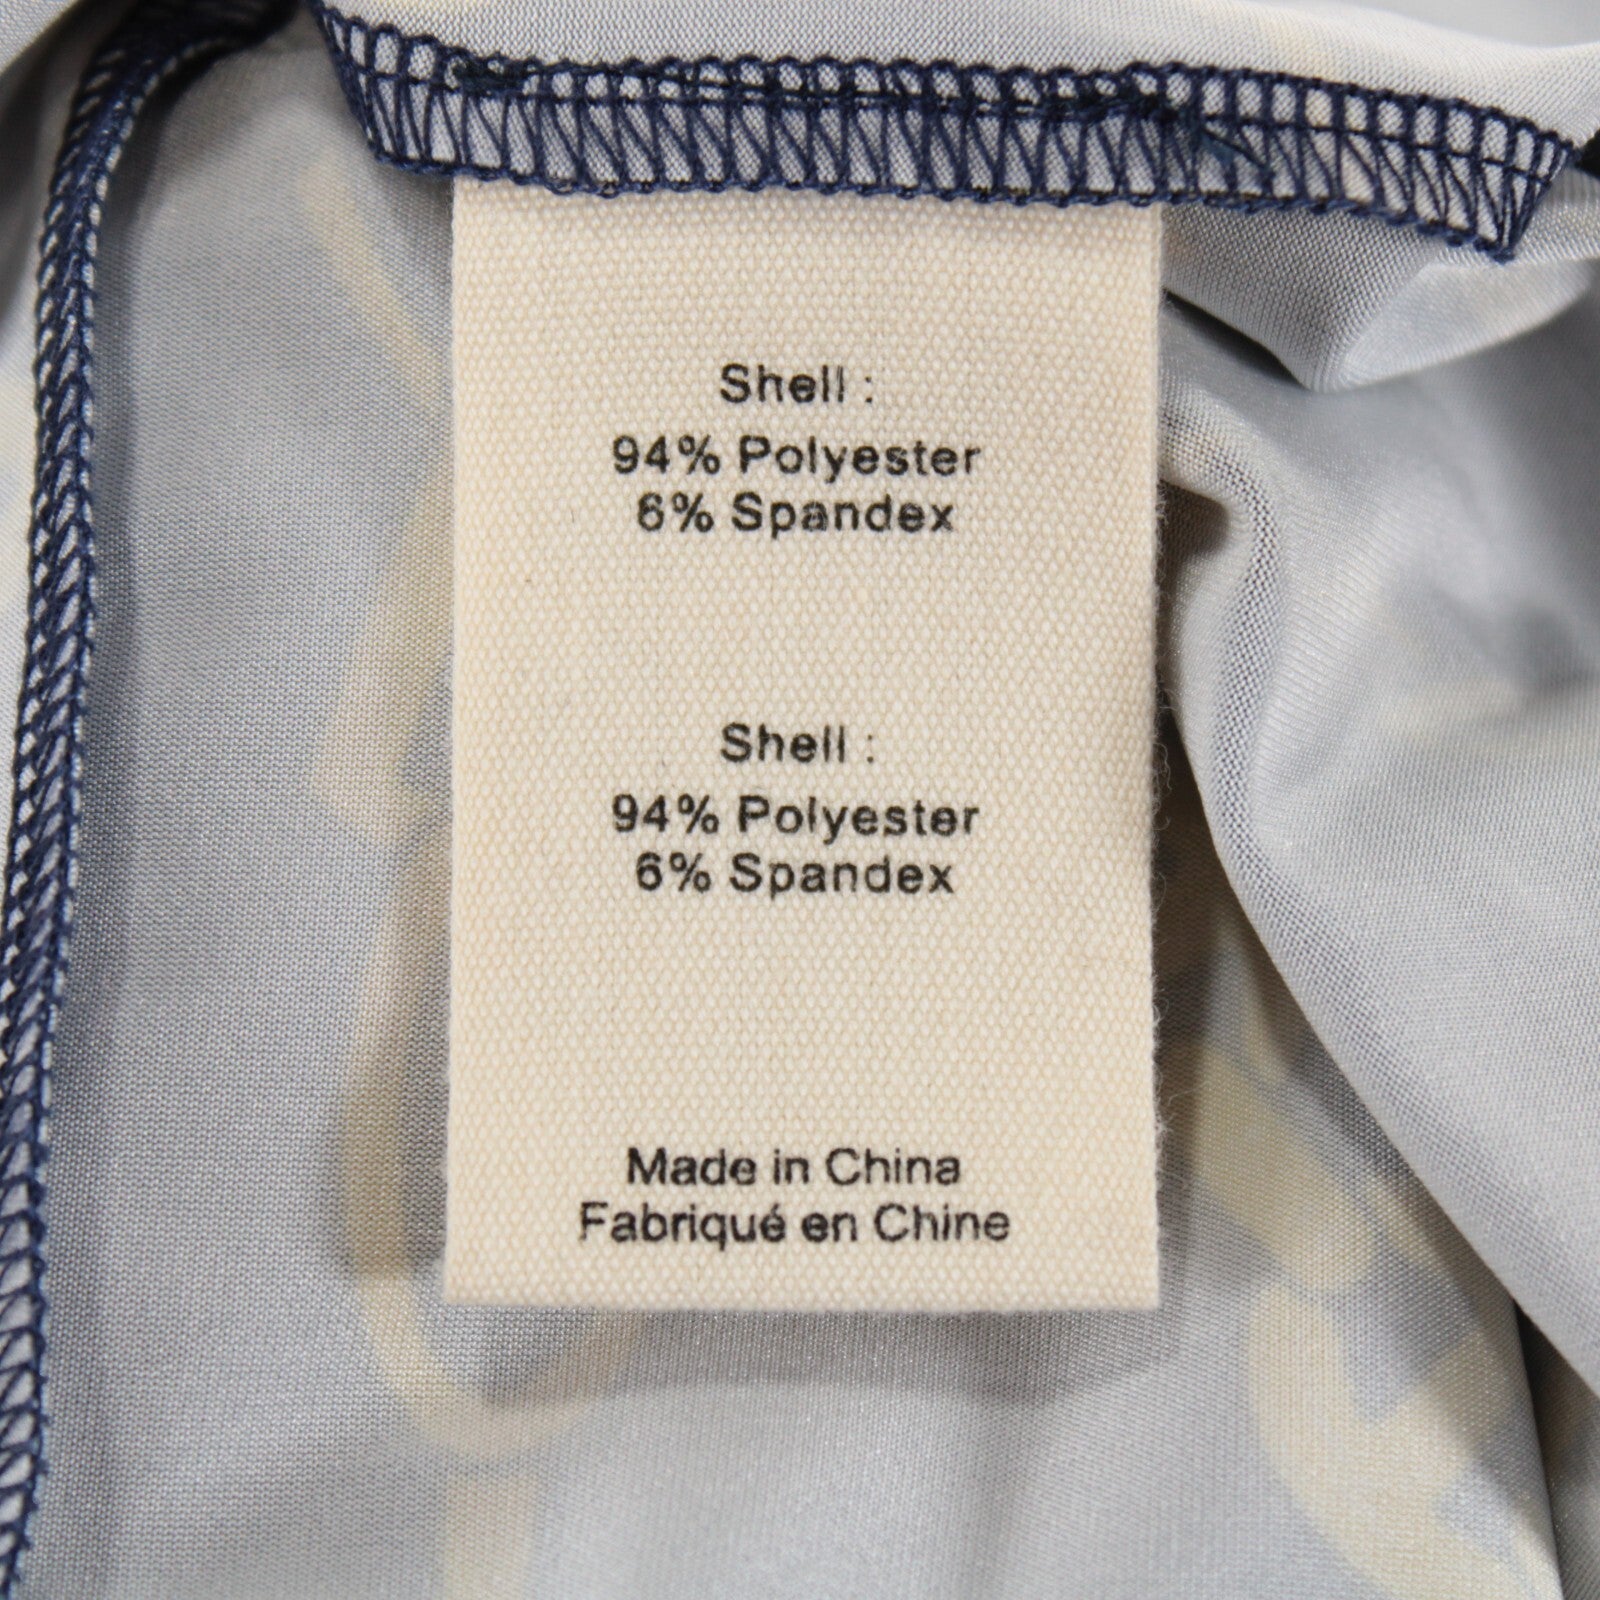 Shell :
94% Polyester
6% Spandex
Shell :
94% Polyester
6% Spandex
Made in China
Fabriqué en Chine